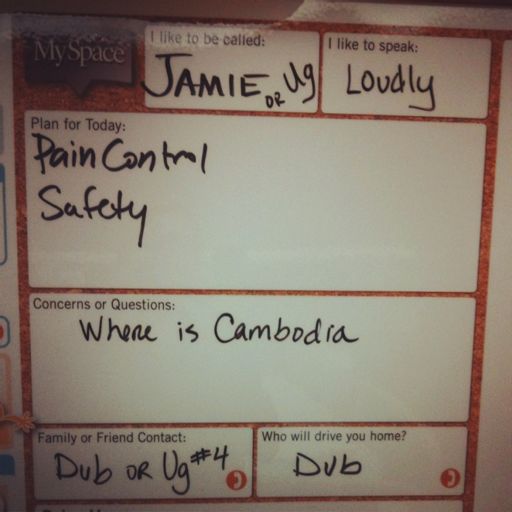 MySpace
I like to be called:
JAMIE OR Ug
I like to speak:
Loudly
Plan for Today:
Pain Control
Safety
Concerns or Questions:
Where is Cambodia
Family or Friend Contact:
Dub OR Ug #4
Who will drive you home?
Dub